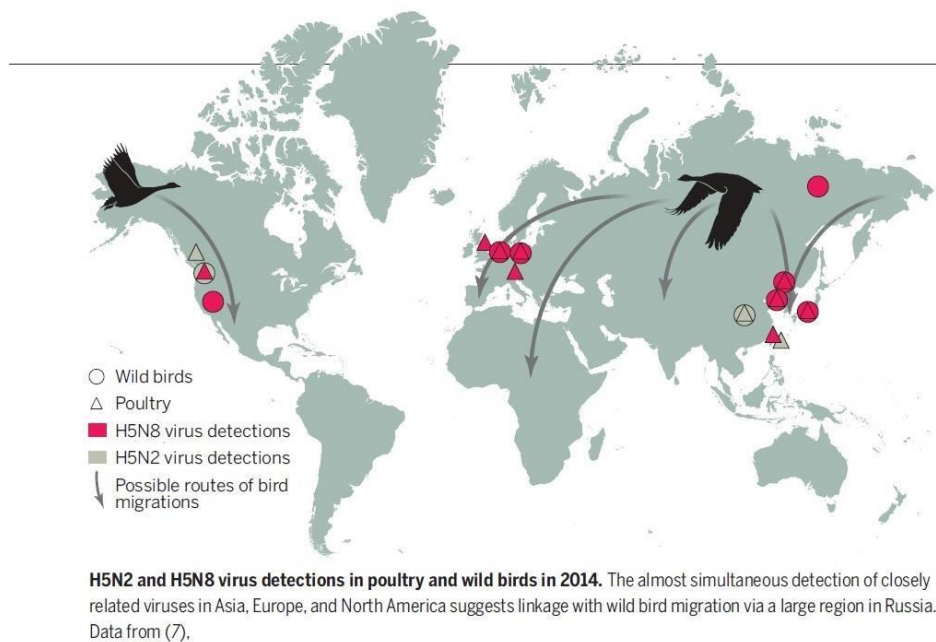 Wild birds
Poultry
H5N8 virus detections
H5N2 virus detections
Possible routes of bird
migrations
H5N2 and H5N8 virus detections in poultry and wild birds in 2014. The almost simultaneous detection of closely
related viruses in Asia, Europe, and North America suggests linkage with wild bird migration via a large region in Russia.
Data from (7),